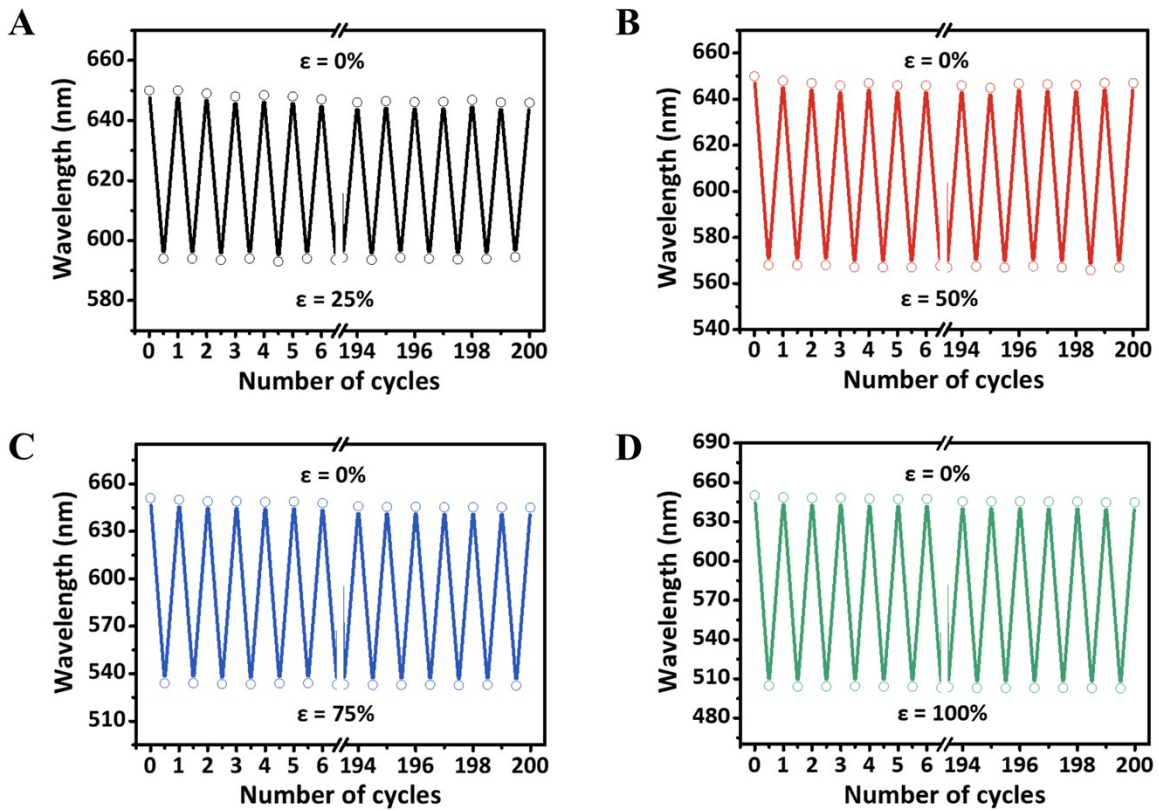 A
Wavelength (nm)
660
640
620
600
580
ε = 0%
ε = 25%
0 1 2 3 4 5 6 194 196 198 200
Number of cycles
B
Wavelength (nm)
660
640
620
600
580
560
540
ε = 0%
ε = 50%
0 1 2 3 4 5 6 194 196 198 200
Number of cycles
C
Wavelength (nm)
660
630
600
570
540
510
ε = 0%
ε = 75%
0 1 2 3 4 5 6 194 196 198 200
Number of cycles
D
Wavelength (nm)
690
660
630
600
570
540
510
480
ε = 0%
ε = 100%
0 1 2 3 4 5 6 194 196 198 200
Number of cycles